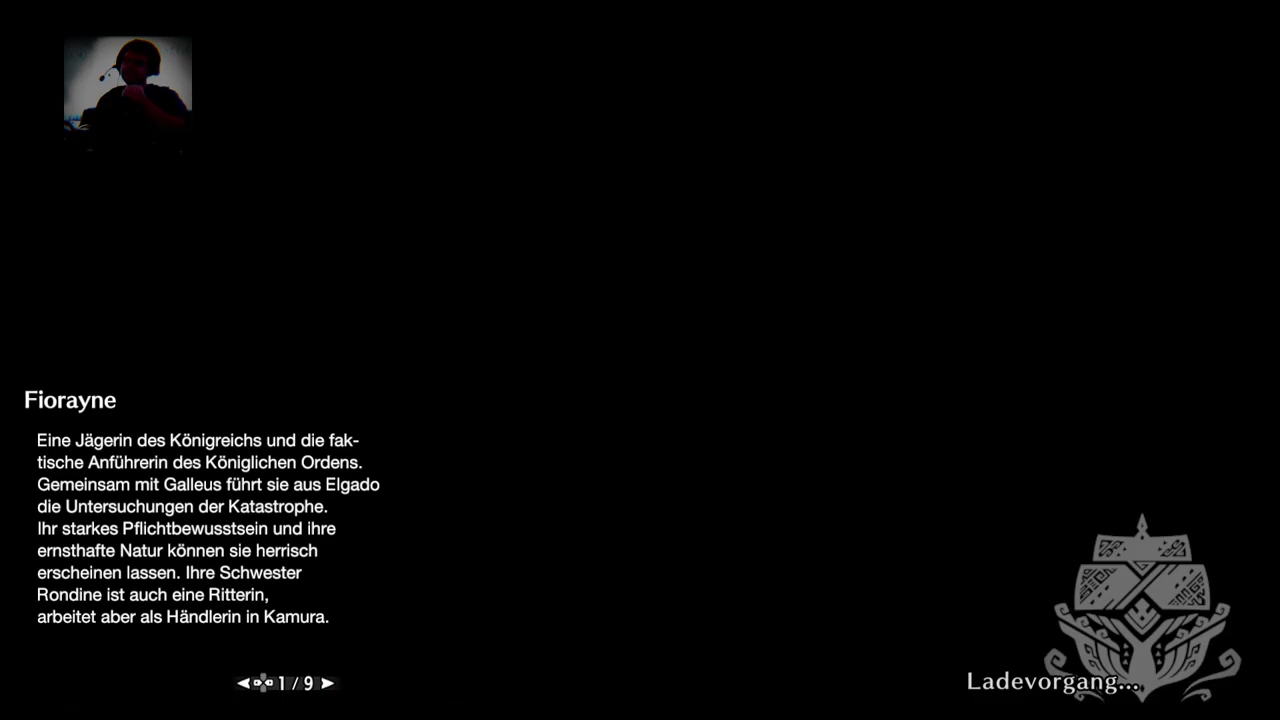 Fiorayne
Eine Jägerin des Königreichs und die fak-
tische Anführerin des Königlichen Ordens.
Gemeinsam mit Galleus führt sie aus Elgado
die Untersuchungen der Katastrophe.
Ihr starkes Pflichtbewusstsein und ihre
ernsthafte Natur können sie herrisch
erscheinen lassen. Ihre Schwester
Rondine ist auch eine Ritterin,
arbeitet aber als Händlerin in Kamura.
1 / 9
Ladevorgang...